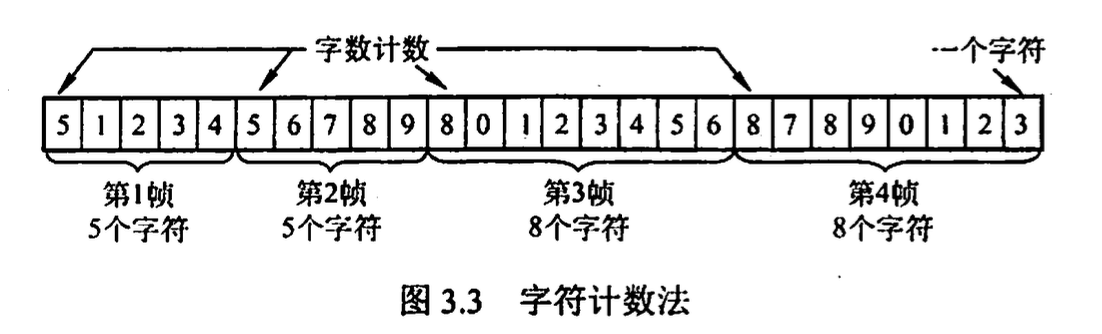 字数计数 一个字符
5 1 2 3 4 5 6 7 8 9 8 0 1 2 3 4 5 6 8 7 8 9 0 1 2 3
第1帧 第2帧 第3帧 第4帧
5个字符 5个字符 8个字符 8个字符
图 3.3 字符计数法